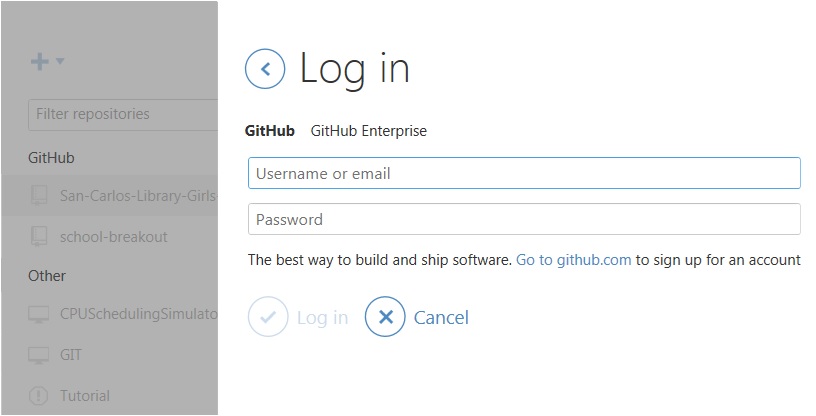 Log in
GitHub GitHub Enterprise
Username or email
Password
The best way to build and ship software. Go to github.com to sign up for an account
Log in Cancel
Filter repositories
GitHub
San-Carlos-Library-Girls-
school-breakout
Other
CPUSchedulingSimulato
GIT
Tutorial